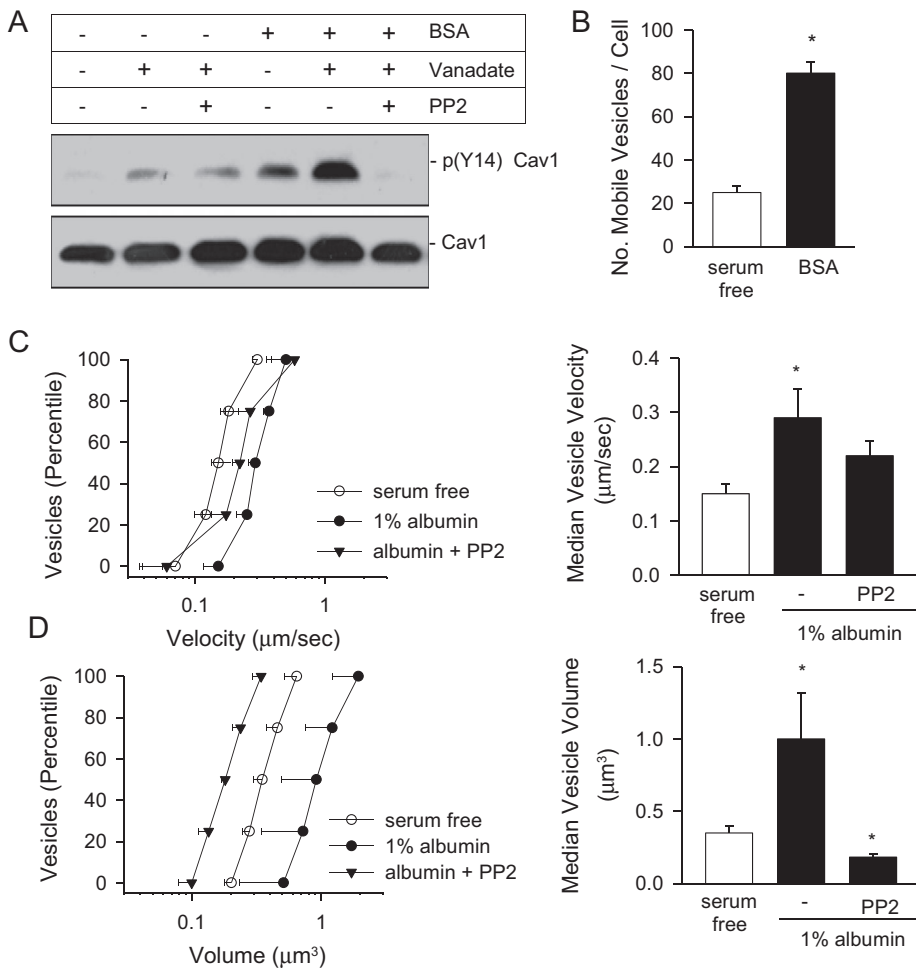 A
- - - + + + BSA
- + + - + + Vanadate
- - + - - + PP2
- p(Y14) Cav1
- Cav1
B
No. Mobile Vesicles / Cell
100
80
60
40
20
0
*
serum free
BSA
C
Vesicles (Percentile)
100
80
60
40
20
0
serum free
1% albumin
albumin + PP2
0.1 1
Velocity (μm/sec)
Median Vesicle Velocity
(μm/sec)
0.4
0.3
0.2
0.1
0.0
*
serum free
- PP2
1% albumin
D
Vesicles (Percentile)
100
80
60
40
20
0
serum free
1% albumin
albumin + PP2
0.1 1
Volume (μm³)
Median Vesicle Volume
(μm³)
1.5
1.0
0.5
0.0
*
*
serum free
- PP2
1% albumin